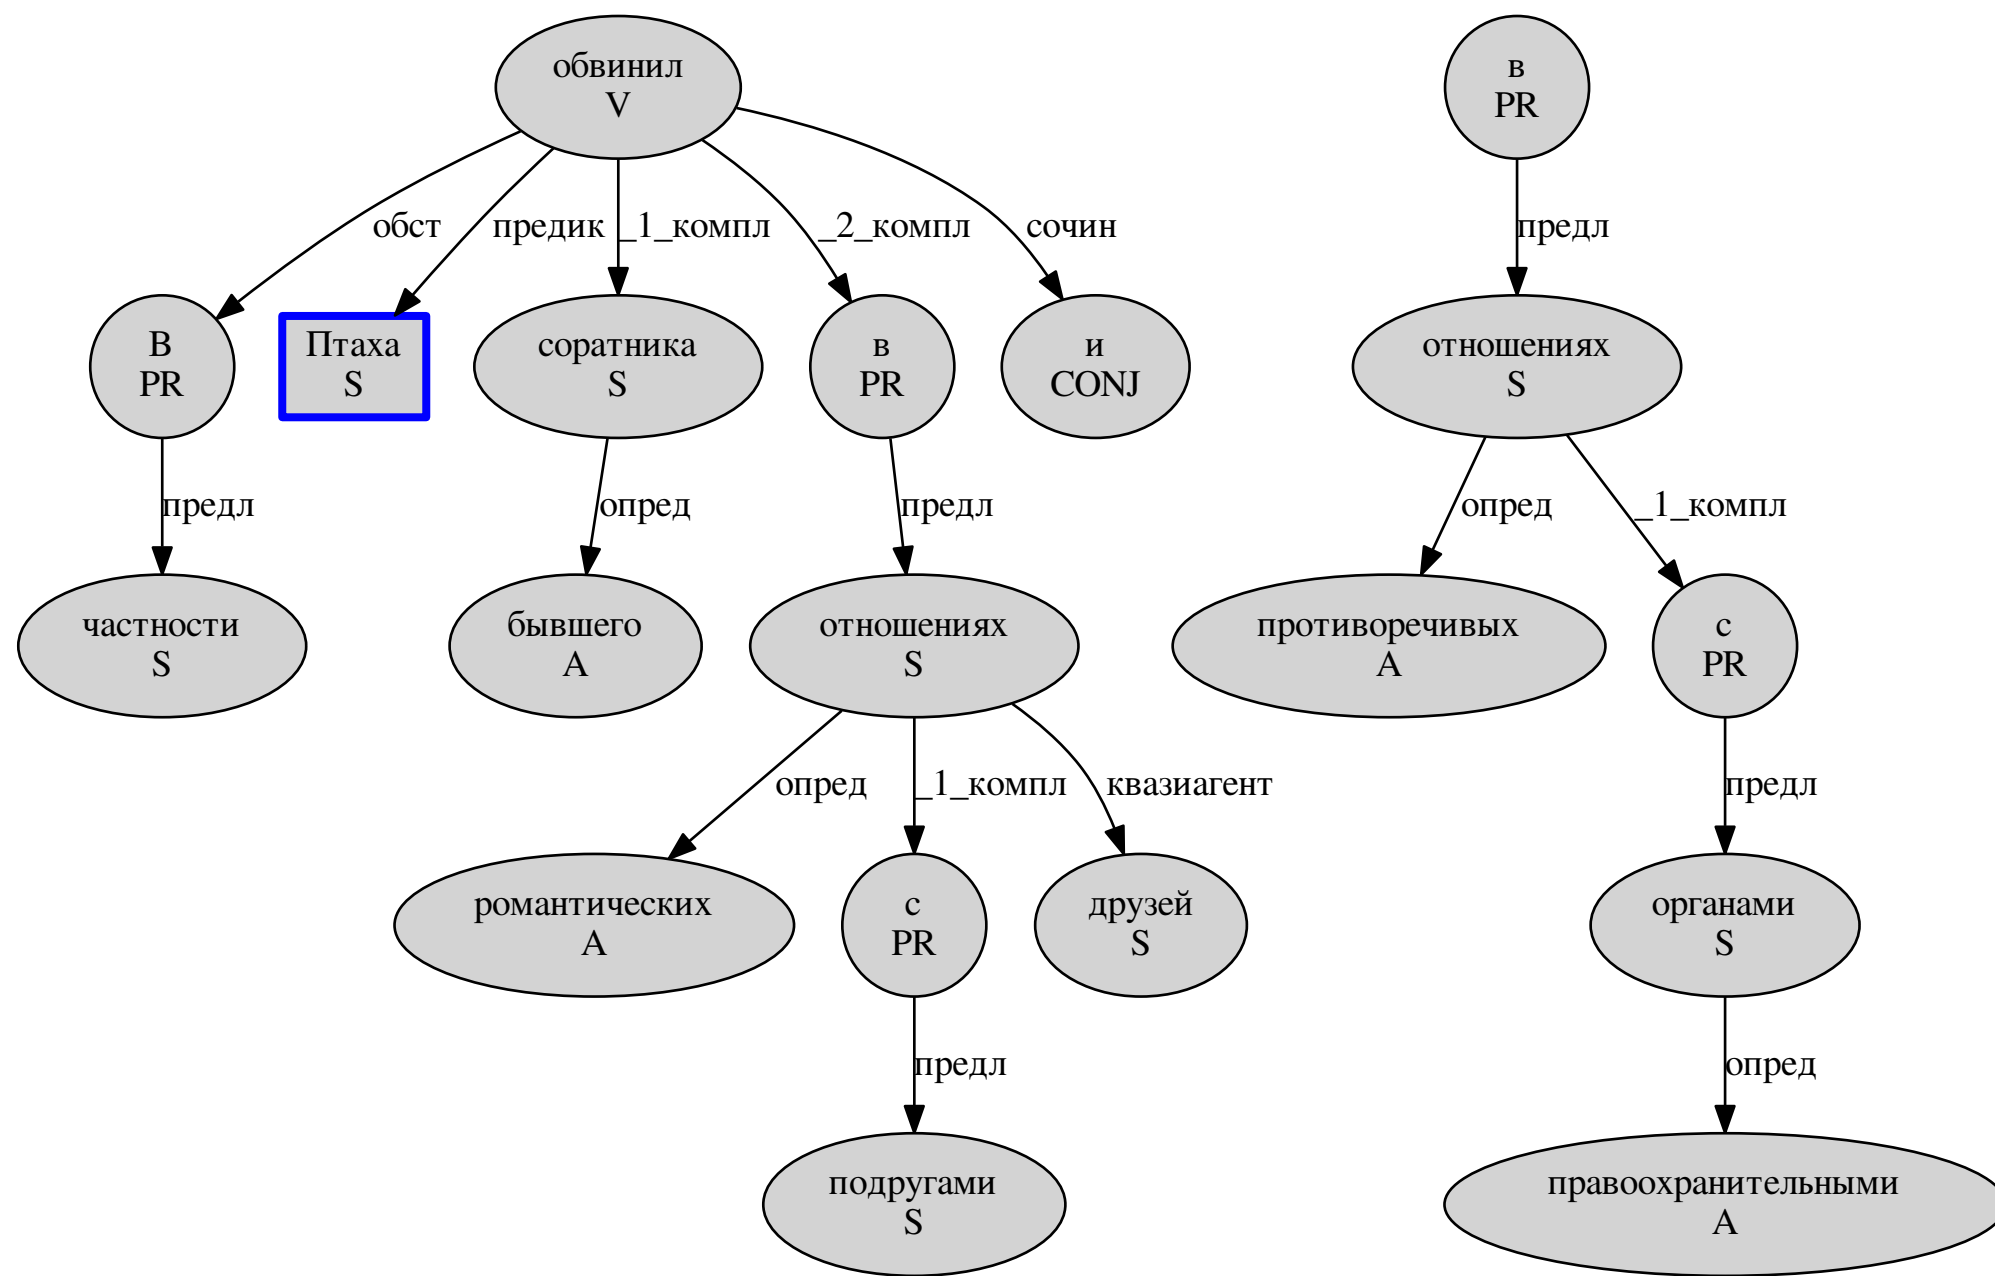 обвинил
V
в
PR
обст
предик
_1_компл
_2_компл
сочин
предл
В
PR
Птаха
S
соратника
S
в
PR
и
CONJ
отношениях
S
предл
опред
предл
опред
_1_компл
частности
S
бывшего
A
отношениях
S
противоречивых
A
с
PR
опред
_1_компл
квазиагент
предл
романтических
A
с
PR
друзей
S
органами
S
предл
опред
подругами
S
правоохранительными
A